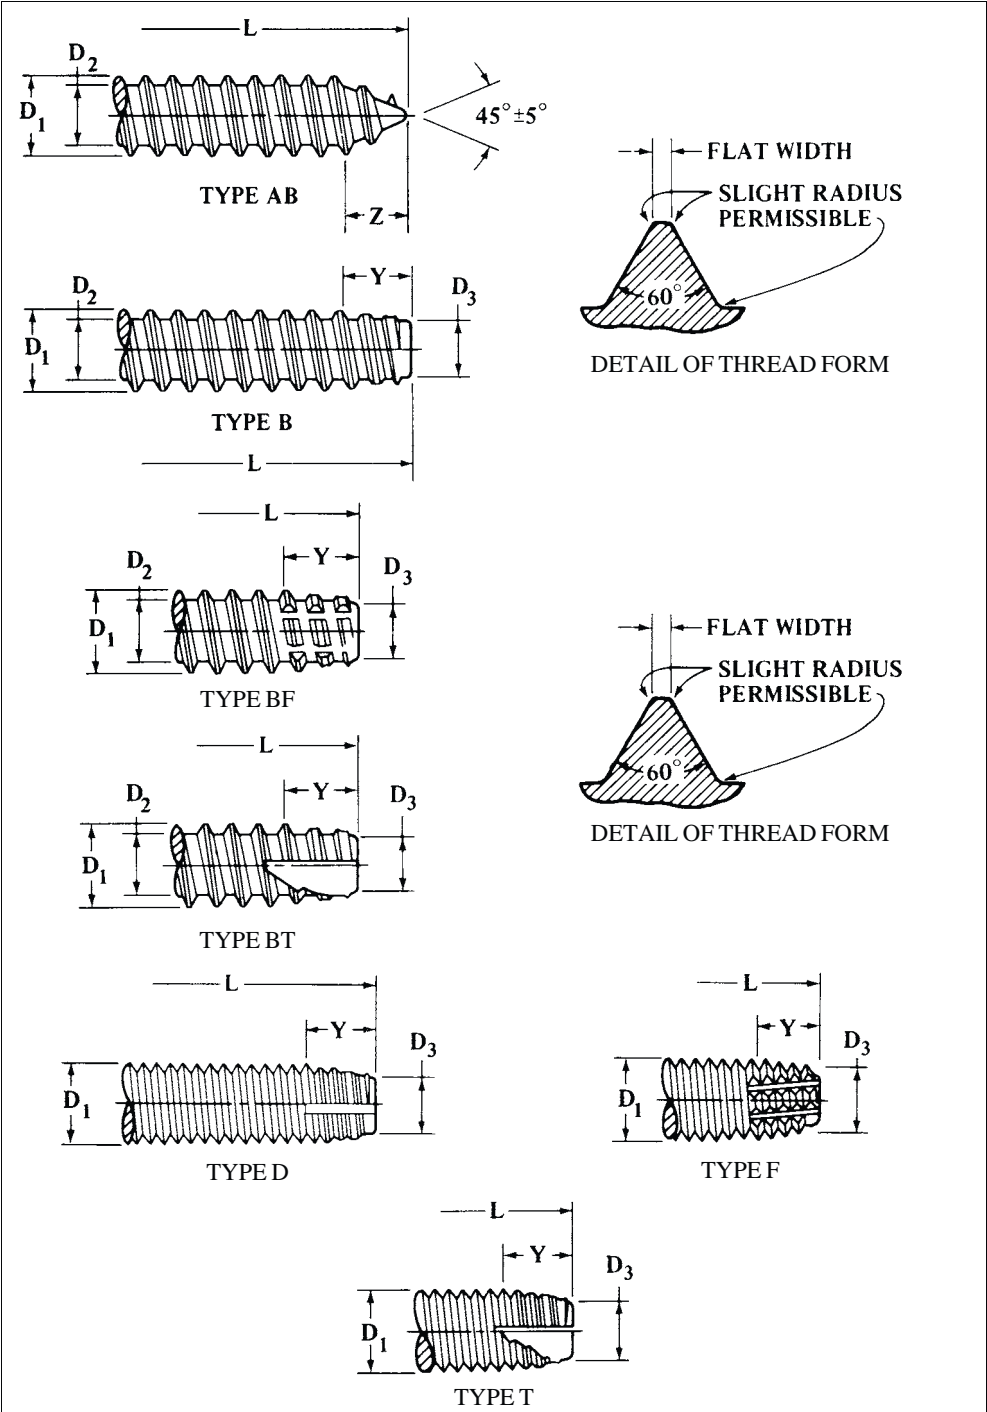 L
D2
D1
45°±5°
TYPE AB
Z
FLAT WIDTH
SLIGHT RADIUS
PERMISSIBLE
60°
DETAIL OF THREAD FORM
Y
D2
D3
D1
TYPE B
L
L
Y
D2
D3
D1
TYPE BF
FLAT WIDTH
SLIGHT RADIUS
PERMISSIBLE
60°
DETAIL OF THREAD FORM
L
Y
D2
D3
D1
TYPE BT
L
Y
D3
D1
TYPE D
L
Y
D3
D1
TYPE F
L
Y
D3
D1
TYPE T